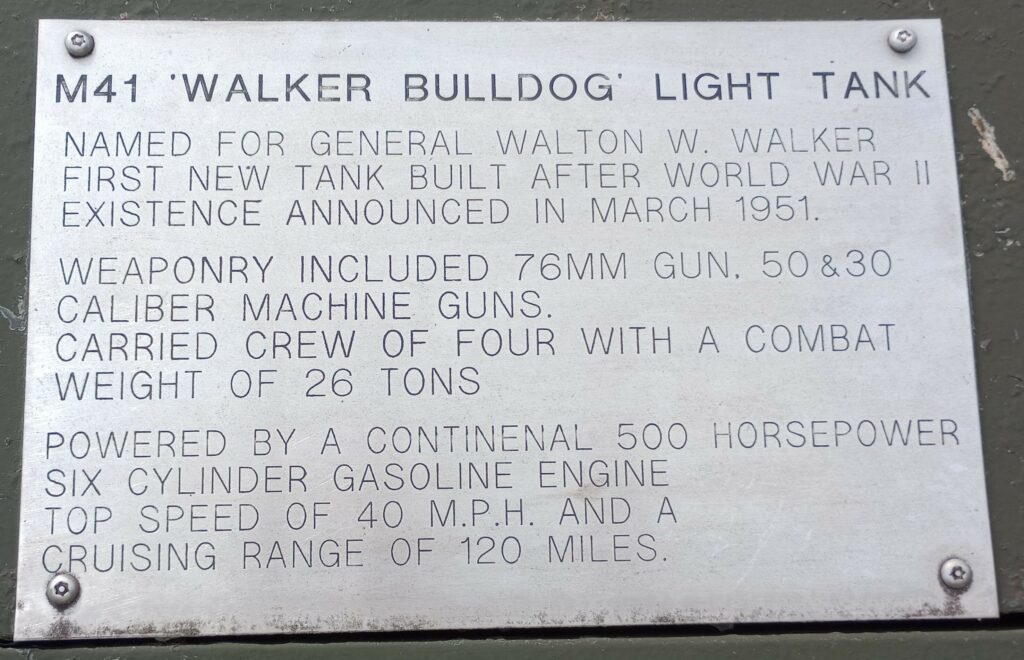 M41 'WALKER BULLDOG' LIGHT TANK
NAMED FOR GENERAL WALTON W. WALKER
FIRST NEW TANK BUILT AFTER WORLD WAR II
EXISTENCE ANNOUNCED IN MARCH 1951.
WEAPONRY INCLUDED 76MM GUN. 50 & 30
CALIBER MACHINE GUNS.
CARRIED CREW OF FOUR WITH A COMBAT
WEIGHT OF 26 TONS
POWERED BY A CONTINENAL 500 HORSEPOWER
SIX CYLINDER GASOLINE ENGINE
TOP SPEED OF 40 M.P.H. AND A
CRUISING RANGE OF 120 MILES.